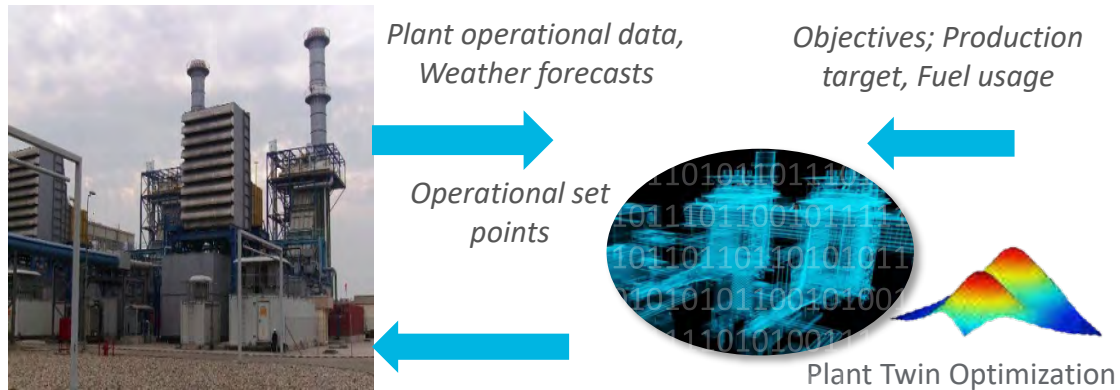 Plant operational data,
Weather forecasts
Objectives; Production
target, Fuel usage
Operational set
points
Plant Twin Optimization